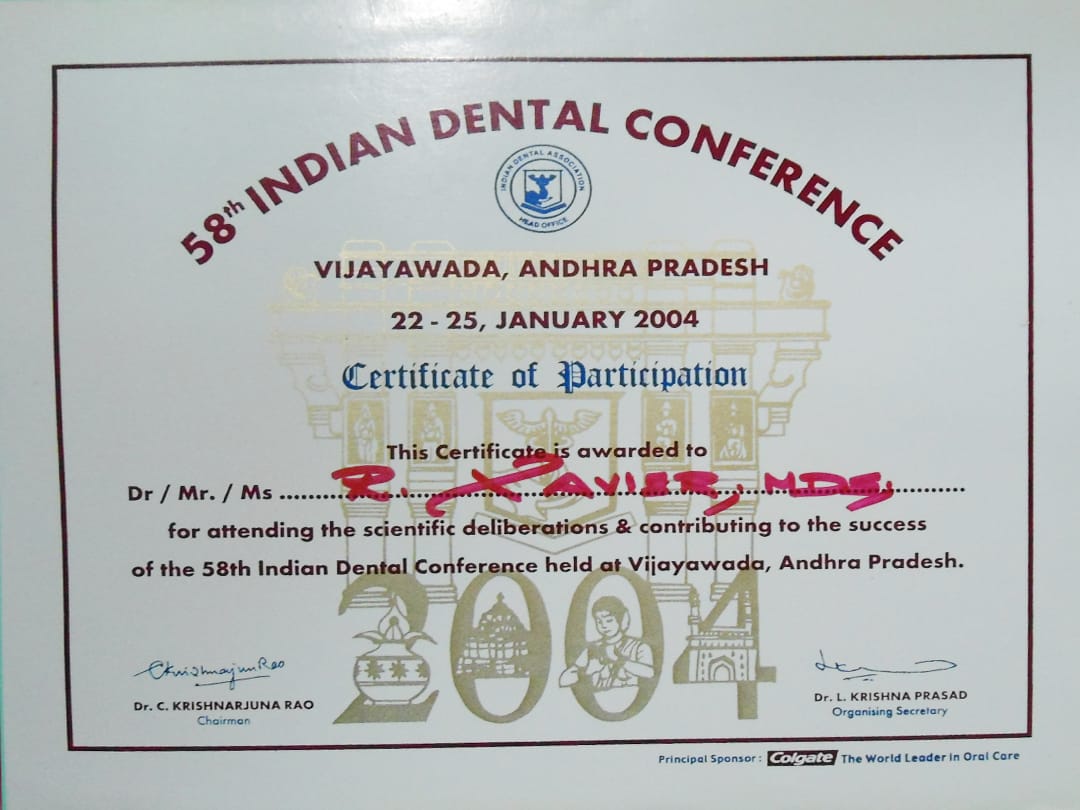 58th INDIAN DENTAL CONFERENCE
INDIAN DENTAL ASSOCIATION
HEAD OFFICE
VIJAYAWADA, ANDHRA PRADESH
22 - 25, JANUARY 2004
Certificate of Participation
This Certificate is awarded to
Dr / Mr. / Ms ..........R. XAVIER, MDS,..........
for attending the scientific deliberations & contributing to the success
of the 58th Indian Dental Conference held at Vijayawada, Andhra Pradesh.
2004
CKrishnajunRao
Dr. C. KRISHNARJUNA RAO
Chairman
Dr. L. KRISHNA PRASAD
Organising Secretary
Principal Sponsor : Colgate The World Leader in Oral Care